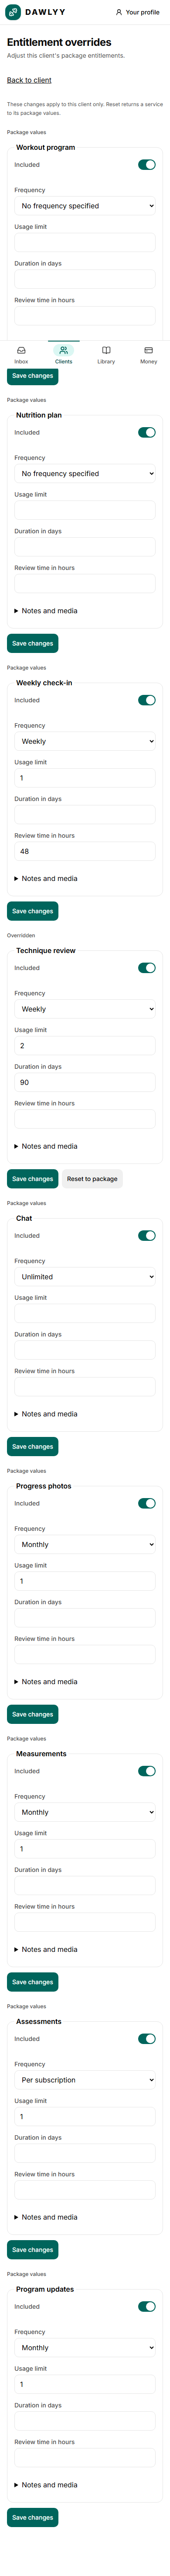 DAWLYY
Your profile
Entitlement overrides
Adjust this client's package entitlements.
Back to client
These changes apply to this client only. Reset returns a service
to its package values.
Package values
Workout program
Included
Frequency
No frequency specified
Usage limit
Duration in days
Review time in hours
Inbox
Clients
Library
Money
Save changes
Package values
Nutrition plan
Included
Frequency
No frequency specified
Usage limit
Duration in days
Review time in hours
Notes and media
Save changes
Package values
Weekly check-in
Included
Frequency
Weekly
Usage limit
1
Duration in days
Review time in hours
48
Notes and media
Save changes
Overridden
Technique review
Included
Frequency
Weekly
Usage limit
2
Duration in days
90
Review time in hours
Notes and media
Save changes
Reset to package
Package values
Chat
Included
Frequency
Unlimited
Usage limit
Duration in days
Review time in hours
Notes and media
Save changes
Package values
Progress photos
Included
Frequency
Monthly
Usage limit
1
Duration in days
Review time in hours
Notes and media
Save changes
Package values
Measurements
Included
Frequency
Monthly
Usage limit
1
Duration in days
Review time in hours
Notes and media
Save changes
Package values
Assessments
Included
Frequency
Per subscription
Usage limit
1
Duration in days
Review time in hours
Notes and media
Save changes
Package values
Program updates
Included
Frequency
Monthly
Usage limit
1
Duration in days
Review time in hours
Notes and media
Save changes